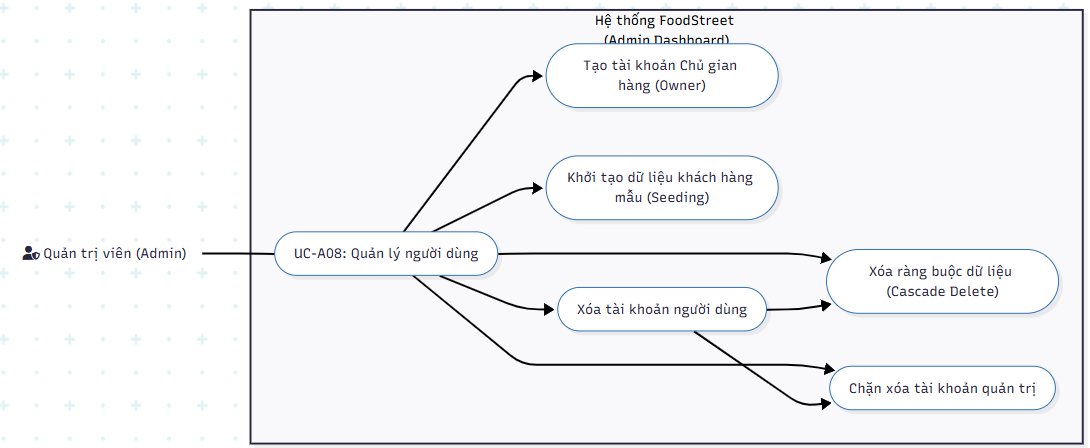 Hệ thống FoodStreet
(Admin Dashboard)
Tạo tài khoản Chủ gian
hàng (Owner)
Khởi tạo dữ liệu khách hàng
mẫu (Seeding)
Quản trị viên (Admin)
UC-A08: Quản lý người dùng
Xóa ràng buộc dữ liệu
(Cascade Delete)
Xóa tài khoản người dùng
Chặn xóa tài khoản quản trị